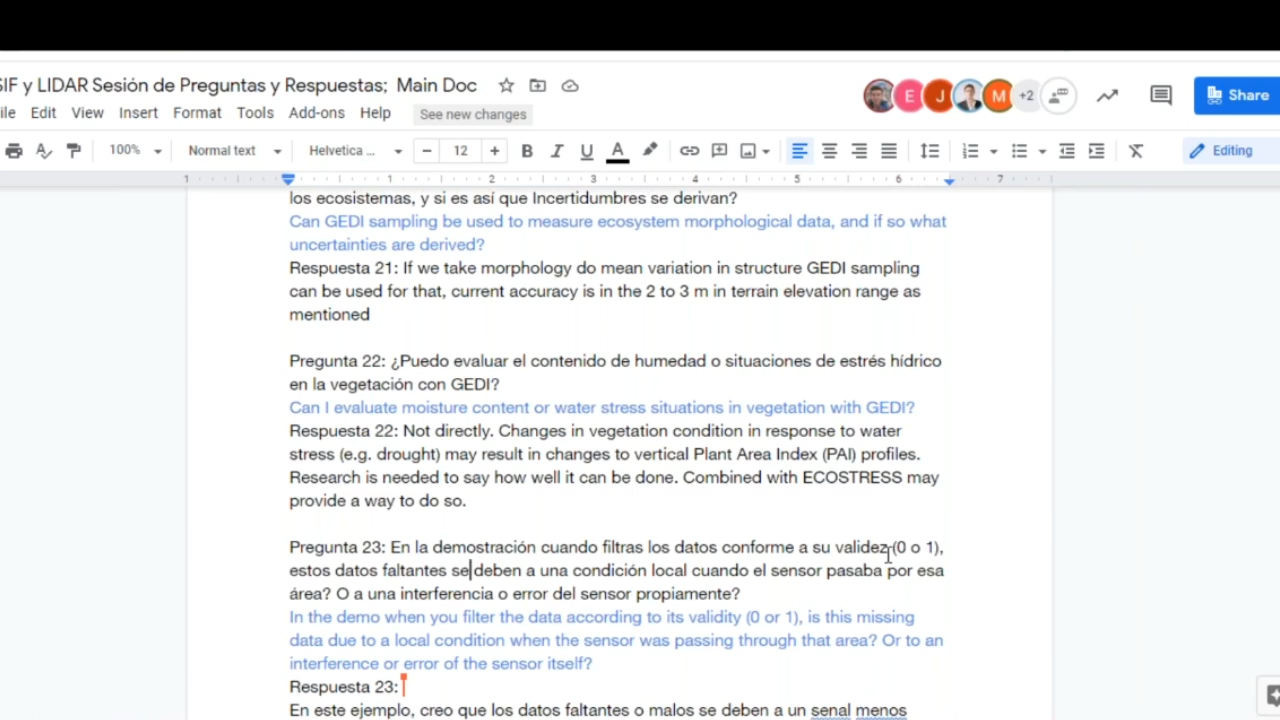 SIF y LIDAR Sesión de Preguntas y Respuestas; Main Doc
E J M +2
Share
ile Edit View Insert Format Tools Add-ons Help See new changes
100% Normal text Helvetica ... − 12 + B I U A Editing
1 1 2 3 4 5 6 7
los ecosistemas, y si es así que Incertidumbres se derivan?
Can GEDI sampling be used to measure ecosystem morphological data, and if so what
uncertainties are derived?
Respuesta 21: If we take morphology do mean variation in structure GEDI sampling
can be used for that, current accuracy is in the 2 to 3 m in terrain elevation range as
mentioned
Pregunta 22: ¿Puedo evaluar el contenido de humedad o situaciones de estrés hídrico
en la vegetación con GEDI?
Can I evaluate moisture content or water stress situations in vegetation with GEDI?
Respuesta 22: Not directly. Changes in vegetation condition in response to water
stress (e.g. drought) may result in changes to vertical Plant Area Index (PAI) profiles.
Research is needed to say how well it can be done. Combined with ECOSTRESS may
provide a way to do so.
Pregunta 23: En la demostración cuando filtras los datos conforme a su validez (0 o 1),
estos datos faltantes se deben a una condición local cuando el sensor pasaba por esa
área? O a una interferencia o error del sensor propiamente?
In the demo when you filter the data according to its validity (0 or 1), is this missing
data due to a local condition when the sensor was passing through that area? Or to an
interference or error of the sensor itself?
Respuesta 23:
En este ejemplo, creo que los datos faltantes o malos se deben a un senal menos